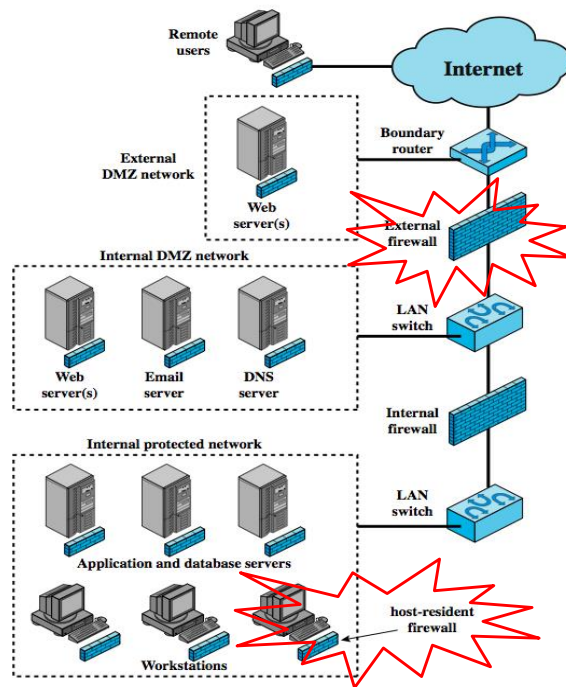 Remote
users
Internet
Boundary
router
External
DMZ network
Web
server(s)
External
firewall
Internal DMZ network
LAN
switch
Web
server(s)
Email
server
DNS
server
Internal
firewall
Internal protected network
LAN
switch
Application and database servers
host-resident
firewall
Workstations